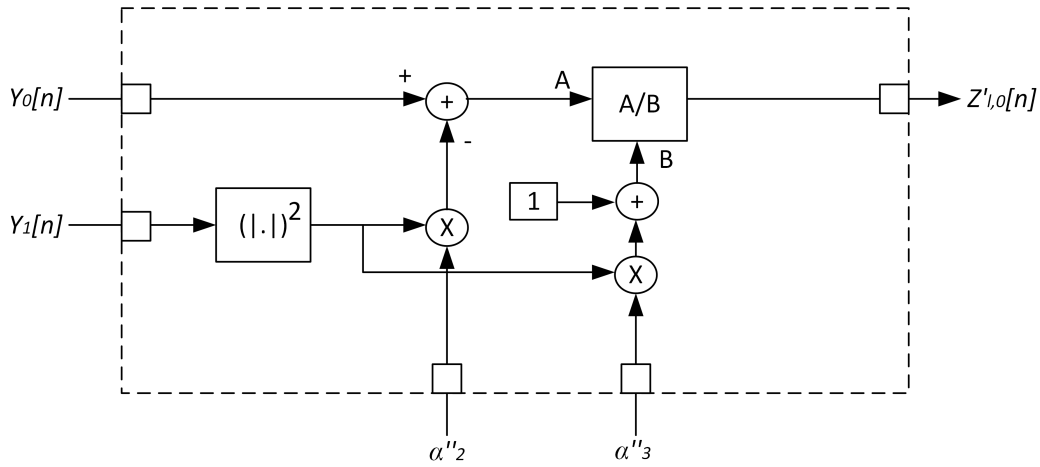 Y0[n]
+
+
A
A/B
Z'I,0[n]
-
B
1
+
Y1[n]
(|.|)²
X
X
α''2
α''3